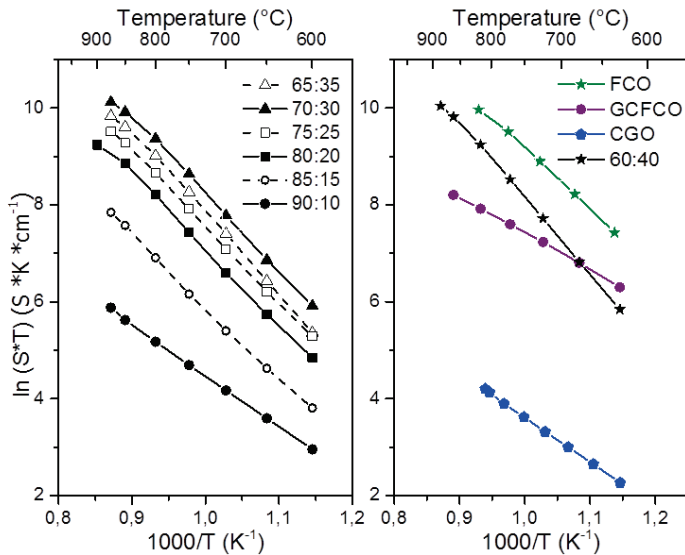 Temperature (°C)
900 800 700 600
ln (S*T) (S *K *cm⁻¹)
10
8
6
4
2
65:35
70:30
75:25
80:20
85:15
90:10
0,8 0,9 1,0 1,1 1,2
1000/T (K⁻¹)
Temperature (°C)
900 800 700 600
10
8
6
4
2
FCO
GCFCO
CGO
60:40
0,8 0,9 1,0 1,1 1,2
1000/T (K⁻¹)